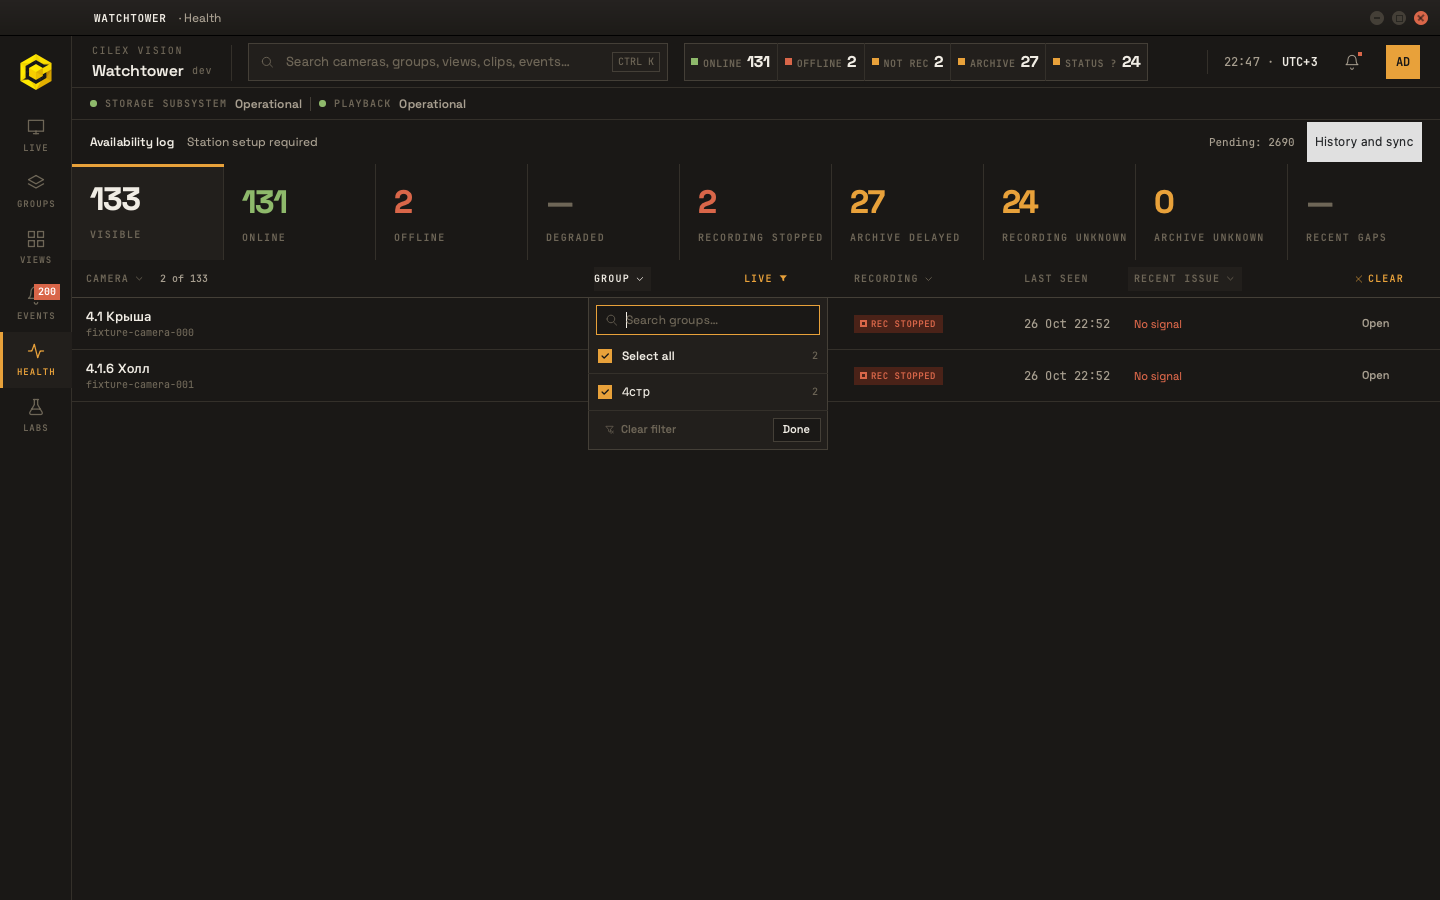 WATCHTOWER · Health
CILEX VISION
Watchtower dev
Search cameras, groups, views, clips, events...
CTRL K
ONLINE 131
OFFLINE 2
NOT REC 2
ARCHIVE 27
STATUS ? 24
22:47 · UTC+3
AD
STORAGE SUBSYSTEM Operational
PLAYBACK Operational
LIVE
GROUPS
VIEWS
200
EVENTS
HEALTH
LABS
Availability log Station setup required
Pending: 2690
History and sync
133
VISIBLE
131
ONLINE
2
OFFLINE
—
DEGRADED
2
RECORDING STOPPED
27
ARCHIVE DELAYED
24
RECORDING UNKNOWN
0
ARCHIVE UNKNOWN
—
RECENT GAPS
CAMERA 2 of 133 GROUP LIVE RECORDING LAST SEEN RECENT ISSUE CLEAR
4.1 Крыша
fixture-camera-000
REC STOPPED 26 Oct 22:52 No signal Open
4.1.6 Холл
fixture-camera-001
REC STOPPED 26 Oct 22:52 No signal Open
Search groups...
Select all 2
4стр 2
Clear filter Done